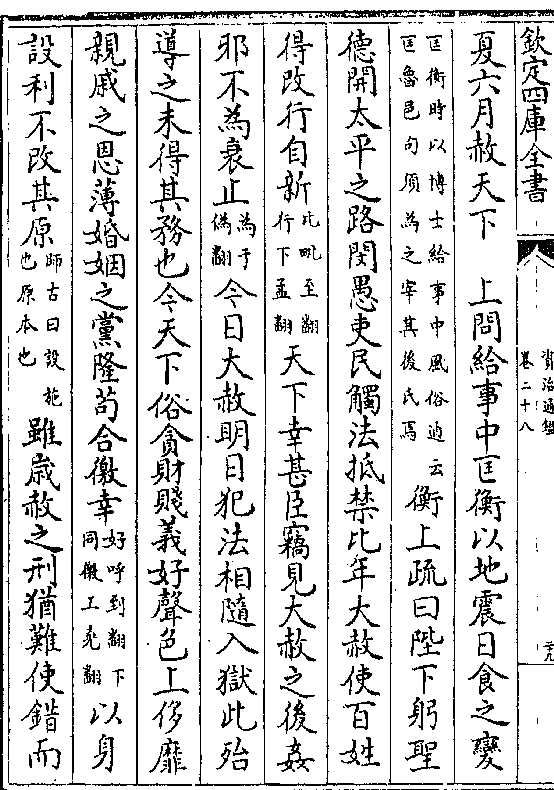 欽定四庫全書
資治通鑑
卷二十八
夏六月赦天下　上問給事中匡衡以地震日食之變
匡衡時以博士給事中風俗通云
匡魯邑句須為之宰其後氏焉
衡上疏曰陛下躬聖
德開太平之路閔愚吏民觸法抵禁比年大赦使百姓
得改行自新
比毗至翻
行下孟翻
天下幸甚臣竊見大赦之後姦
邪不為衰止
為于
偽翻
今日大赦明日犯法相隨入獄此殆
導之未得其務也今天下俗貪財賤義好聲色上侈靡
親戚之恩薄婚姻之黨隆茍合徼幸
好呼到翻下
同徼工堯翻
以身
設利不改其原
師古曰設施
也原本也
雖歲赦之刑猶難使錯而